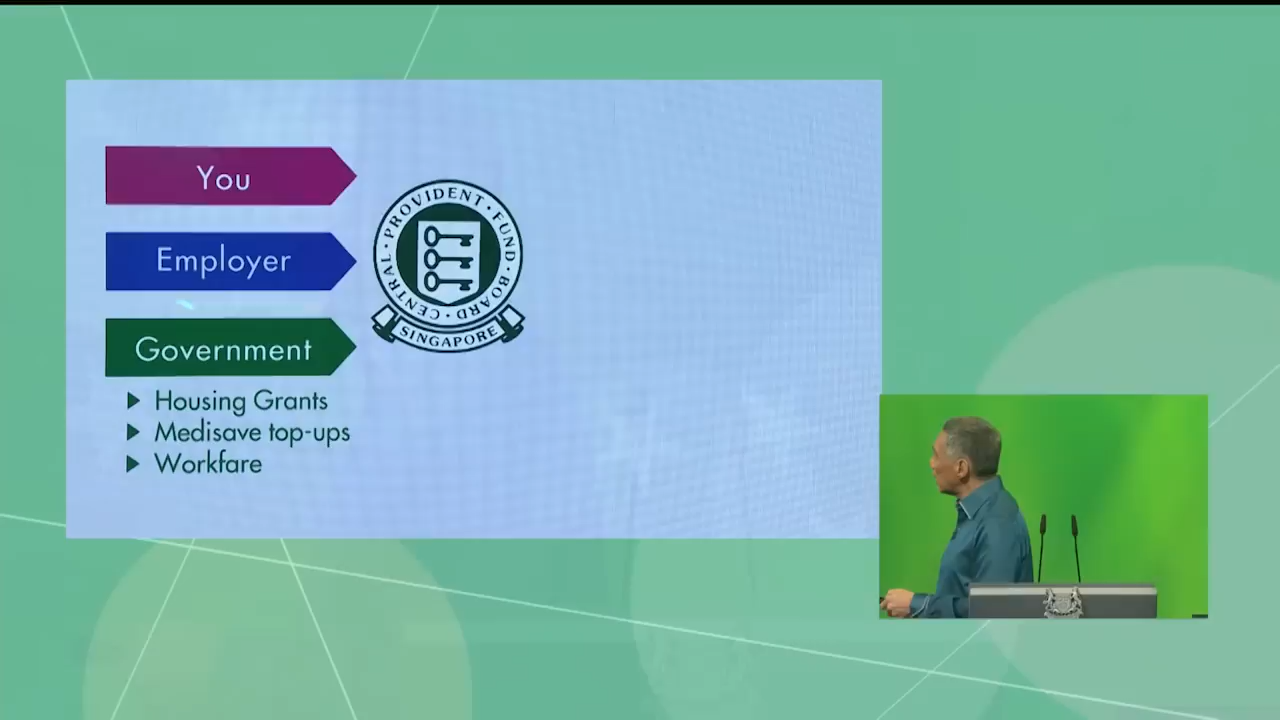 You
Employer
Government
Housing Grants
Medisave top-ups
Workfare
CENTRAL · PROVIDENT · FUND · BOARD ·
SINGAPORE